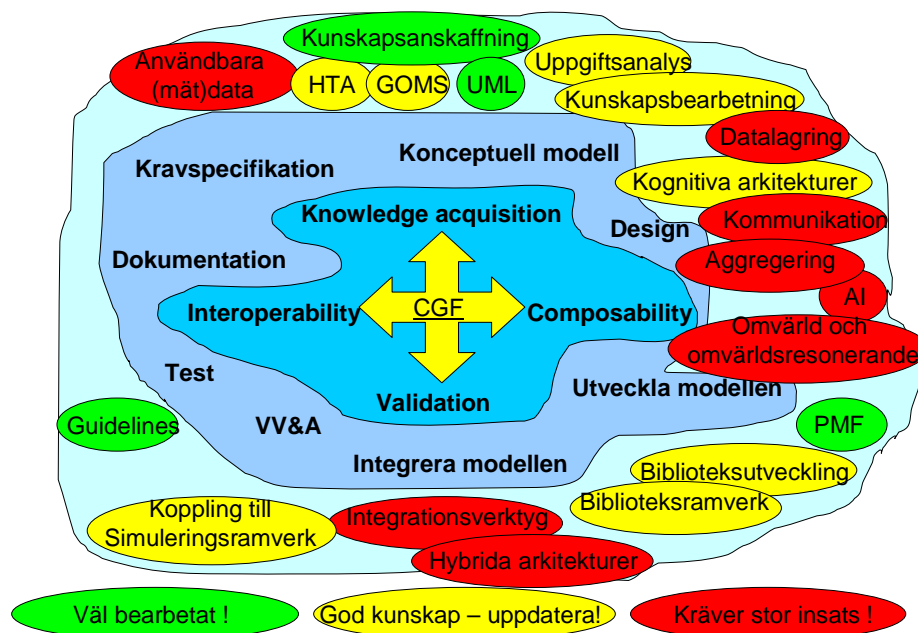 Kunskapsanskaffning
Användbara
(mät)data
HTA
GOMS
UML
Uppgiftsanalys
Kunskapsbearbetning
Datalagring
Konceptuell modell
Kravspecifikation
Kognitiva arkitekturer
Knowledge acquisition
Kommunikation
Design
Dokumentation
Aggregering
AI
Interoperability
CGF
Composability
Omvärld och
omvärldsresonerande
Test
Utveckla modellen
Validation
Guidelines
VV&A
PMF
Integrera modellen
Biblioteksutveckling
Biblioteksramverk
Koppling till
Simuleringsramverk
Integrationsverktyg
Hybrida arkitekturer
Väl bearbetat !
God kunskap – uppdatera!
Kräver stor insats !